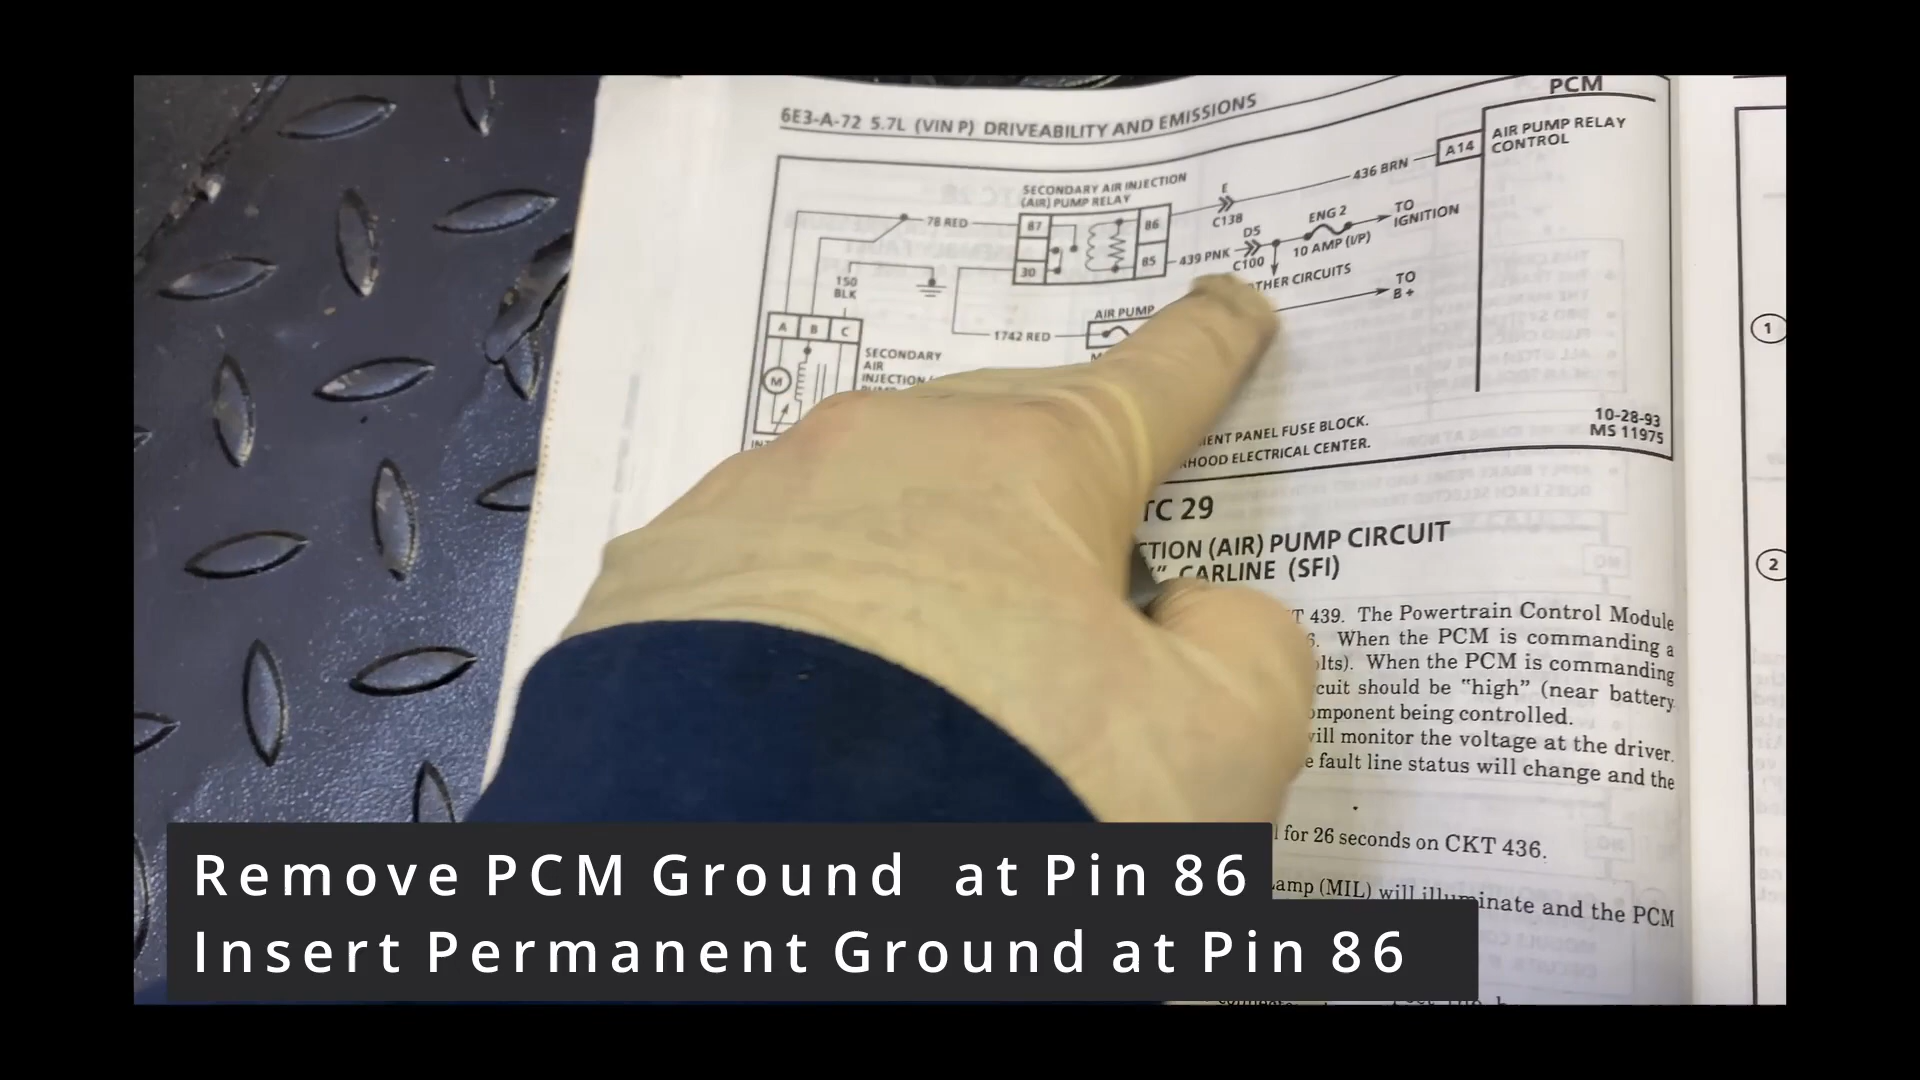 PCM
6E3-A-72 5.7L (VIN P) DRIVEABILITY AND EMISSIONS
AIR PUMP RELAY
CONTROL
A14
436 BRN
SECONDARY AIR INJECTION
(AIR) PUMP RELAY
E
C138
TO
IGNITION
ENG 2
10 AMP (I/P)
78 RED
87
86
D5
C100
439 PNK
85
30
OTHER CIRCUITS
TO
B+
150
BLK
AIR PUMP
1742 RED
A B C
SECONDARY
AIR
INJECTION
M
PANEL FUSE BLOCK.
ELECTRICAL CENTER.
10-28-93
MS 11975
1
2
TC 29
(AIR) PUMP CIRCUIT
CARLINE (SFI)
439. The Powertrain Control Module
When the PCM is commanding a
When the PCM is commanding
should be "high" (near battery
being controlled.
will monitor the voltage at the driver.
fault line status will change and the
for 26 seconds on CKT 436.
(MIL) will illuminate and the PCM
Remove PCM Ground at Pin 86
Insert Permanent Ground at Pin 86